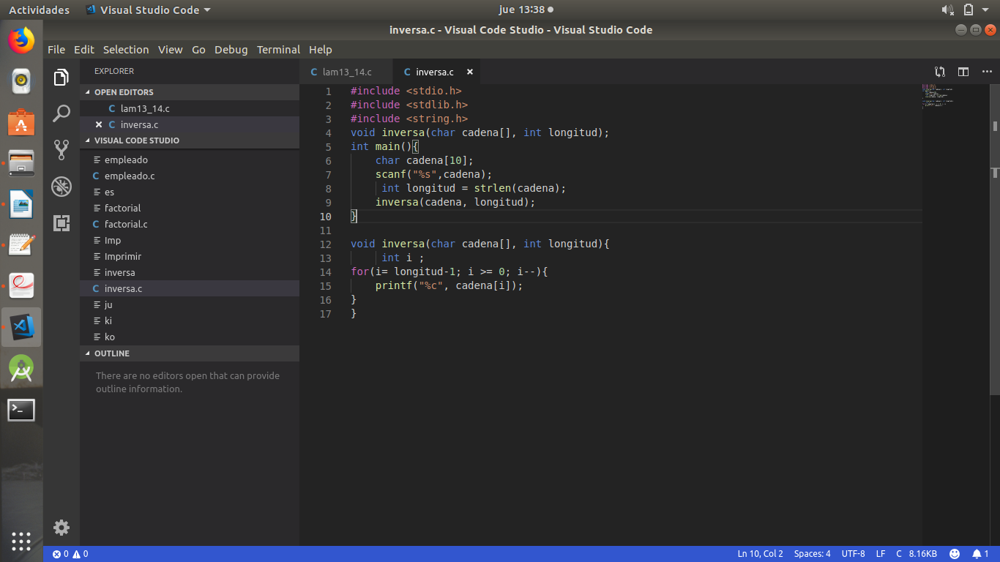 Actividades Visual Studio Code jue 13:38
inversa.c - Visual Code Studio - Visual Studio Code
File Edit Selection View Go Debug Terminal Help
EXPLORER
OPEN EDITORS
C lam13_14.c
C inversa.c
VISUAL CODE STUDIO
empleado
C empleado.c
es
factorial
C factorial.c
Imp
Imprimir
inversa
C inversa.c
ju
ki
ko
OUTLINE
There are no editors open that can provide
outline information.
C lam13_14.c C inversa.c
1 #include <stdio.h>
2 #include <stdlib.h>
3 #include <string.h>
4 void inversa(char cadena[], int longitud);
5 int main(){
6 char cadena[10];
7 scanf("%s",cadena);
8 int longitud = strlen(cadena);
9 inversa(cadena, longitud);
10 }
11
12 void inversa(char cadena[], int longitud){
13 int i ;
14 for(i= longitud-1; i >= 0; i--){
15 printf("%c", cadena[i]);
16 }
17 }
0 0 Ln 10, Col 2 Spaces: 4 UTF-8 LF C 8.16KB 1